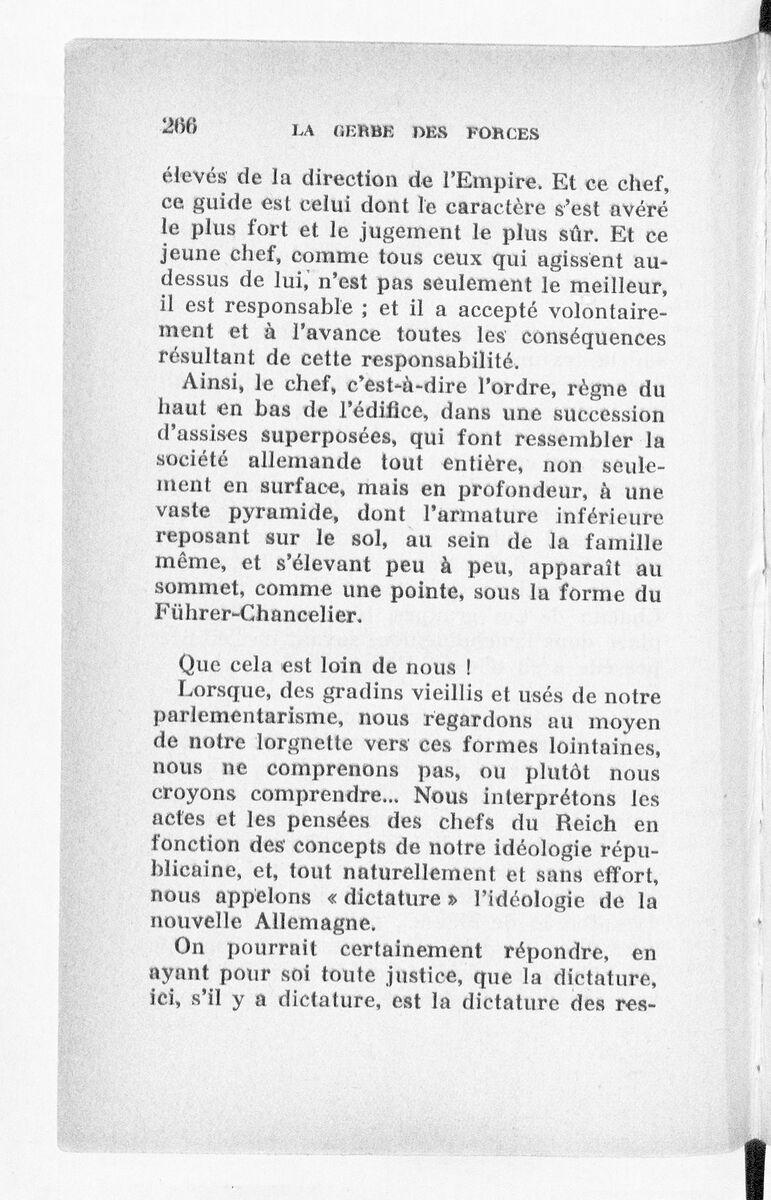 266 LA GERBE DES FORCES
élevés de la direction de l'Empire. Et ce chef,
ce guide est celui dont le caractère s'est avéré
le plus fort et le jugement le plus sûr. Et ce
jeune chef, comme tous ceux qui agissent au-
dessus de lui, n'est pas seulement le meilleur,
il est responsable ; et il a accepté volontaire-
ment et à l'avance toutes les conséquences
résultant de cette responsabilité.
Ainsi, le chef, c'est-à-dire l'ordre, règne du
haut en bas de l'édifice, dans une succession
d'assises superposées, qui font ressembler la
société allemande tout entière, non seule-
ment en surface, mais en profondeur, à une
vaste pyramide, dont l'armature inférieure
reposant sur le sol, au sein de la famille
même, et s'élevant peu à peu, apparaît au
sommet, comme une pointe, sous la forme du
Führer-Chancelier.
Que cela est loin de nous !
Lorsque, des gradins vieillis et usés de notre
parlementarisme, nous regardons au moyen
de notre lorgnette vers ces formes lointaines,
nous ne comprenons pas, ou plutôt nous
croyons comprendre... Nous interprétons les
actes et les pensées des chefs du Reich en
fonction des concepts de notre idéologie répu-
blicaine, et, tout naturellement et sans effort,
nous appelons « dictature » l'idéologie de la
nouvelle Allemagne.
On pourrait certainement répondre, en
ayant pour soi toute justice, que la dictature,
ici, s'il y a dictature, est la dictature des res-